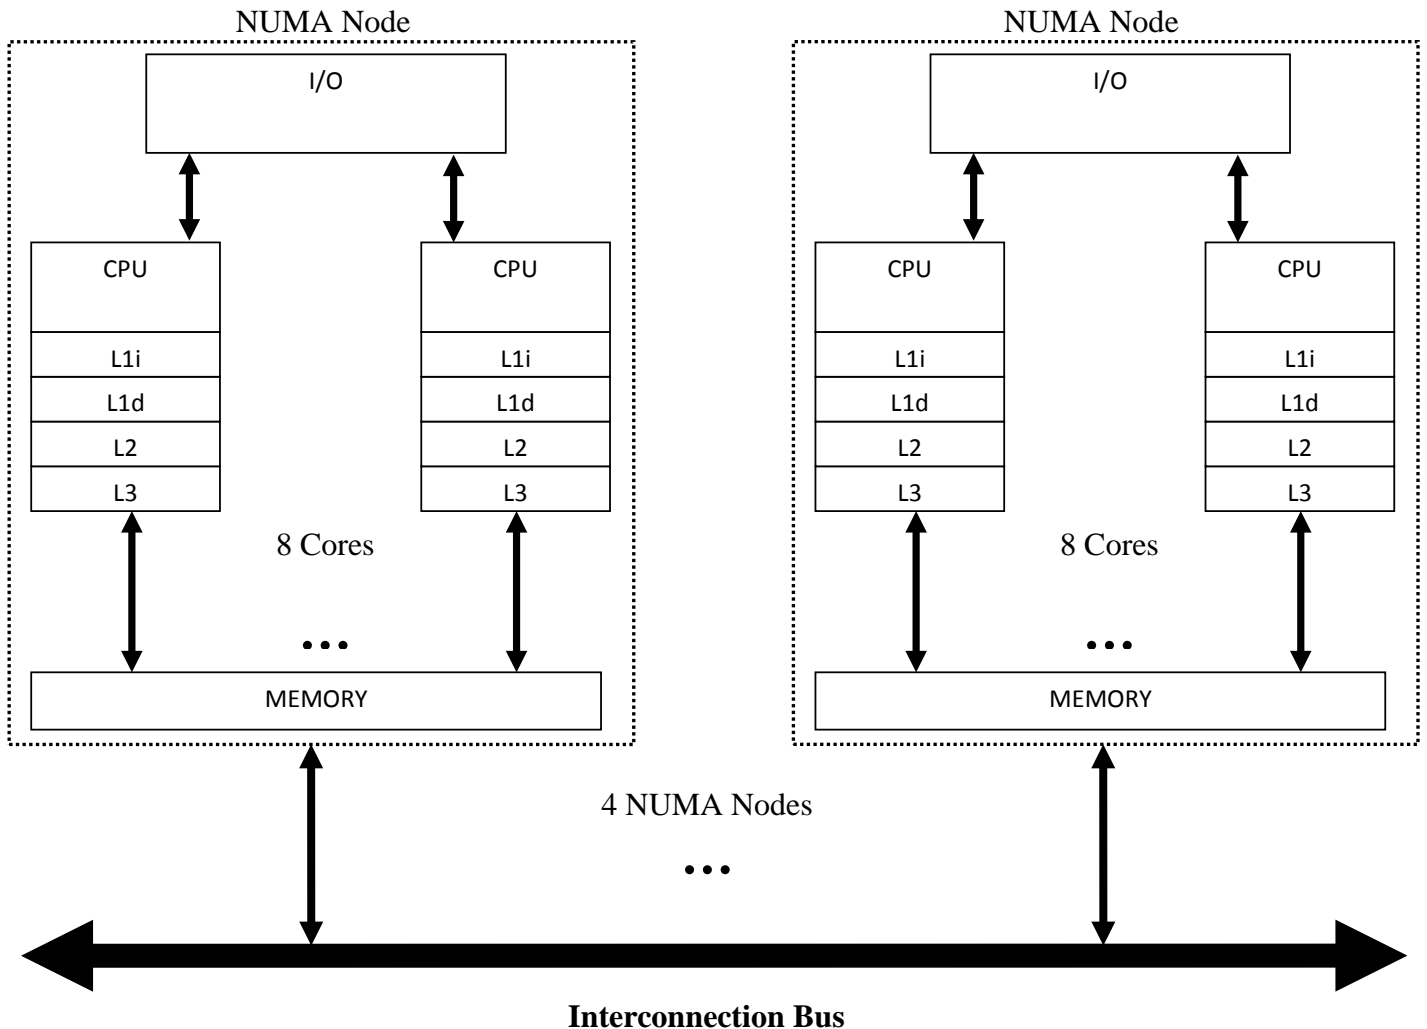 NUMA Node
I/O
CPU
L1i
L1d
L2
L3
CPU
L1i
L1d
L2
L3
8 Cores
...
MEMORY
NUMA Node
I/O
CPU
L1i
L1d
L2
L3
CPU
L1i
L1d
L2
L3
8 Cores
...
MEMORY
4 NUMA Nodes
...
Interconnection Bus